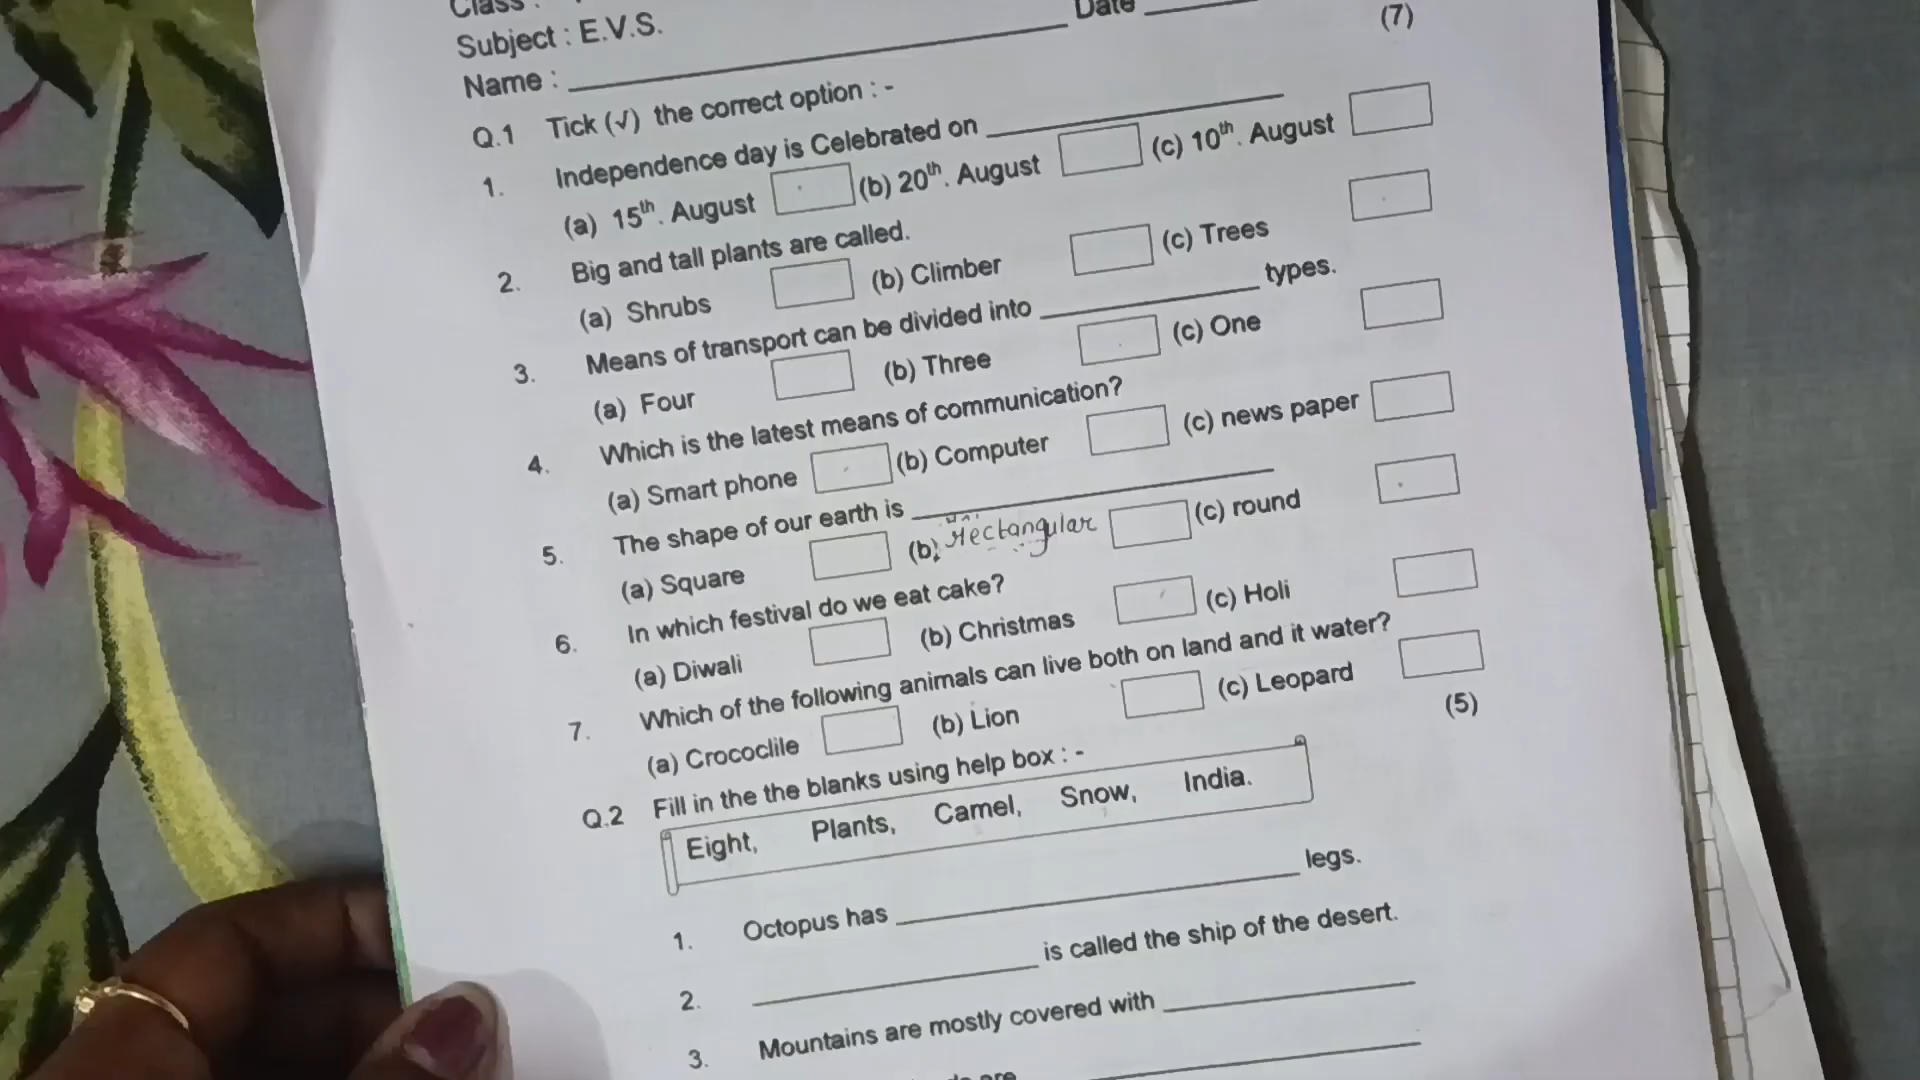 Class :
Subject : E.V.S.
Name : Date (7)
Q.1 Tick (√) the correct option : -
1. Independence day is Celebrated on
(a) 15th. August (b) 20th. August (c) 10th. August
2. Big and tall plants are called.
(a) Shrubs (b) Climber (c) Trees
3. Means of transport can be divided into types.
(a) Four (b) Three (c) One
4. Which is the latest means of communication?
(a) Smart phone (b) Computer (c) news paper
5. The shape of our earth is
(a) Square (b) rectangular (c) round
6. In which festival do we eat cake?
(a) Diwali (b) Christmas (c) Holi
7. Which of the following animals can live both on land and it water?
(a) Crococlile (b) Lion (c) Leopard
Q.2 Fill in the the blanks using help box : - (5)
Eight, Plants, Camel, Snow, India.
1. Octopus has legs.
2. is called the ship of the desert.
3. Mountains are mostly covered with
are